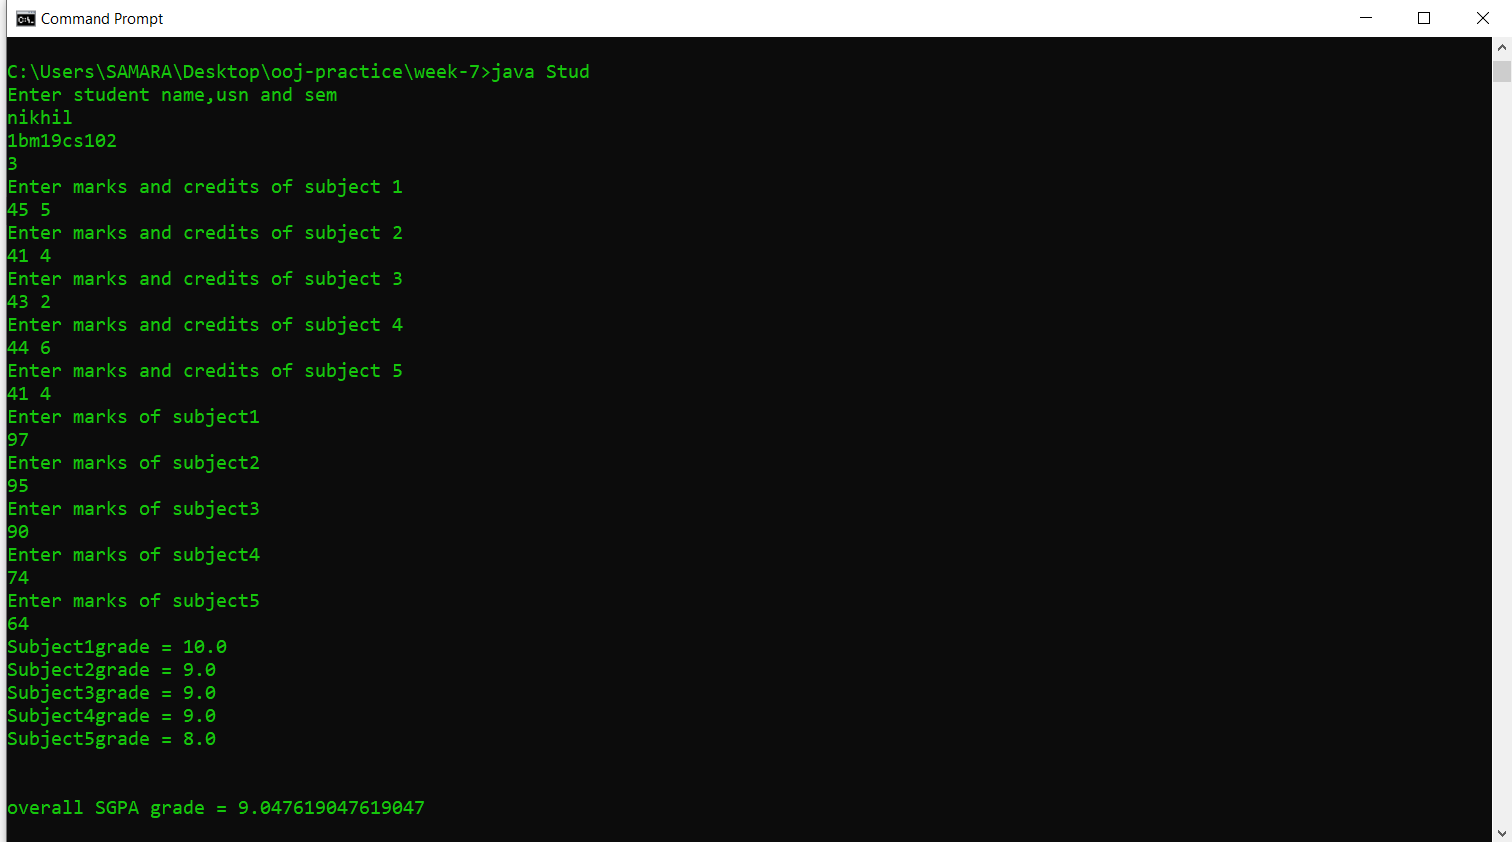 Command Prompt
C:\Users\SAMARA\Desktop\ooj-practice\week-7>java Stud
Enter student name,usn and sem
nikhil
1bm19cs102
3
Enter marks and credits of subject 1
45 5
Enter marks and credits of subject 2
41 4
Enter marks and credits of subject 3
43 2
Enter marks and credits of subject 4
44 6
Enter marks and credits of subject 5
41 4
Enter marks of subject1
97
Enter marks of subject2
95
Enter marks of subject3
90
Enter marks of subject4
74
Enter marks of subject5
64
Subject1grade = 10.0
Subject2grade = 9.0
Subject3grade = 9.0
Subject4grade = 9.0
Subject5grade = 8.0
overall SGPA grade = 9.047619047619047